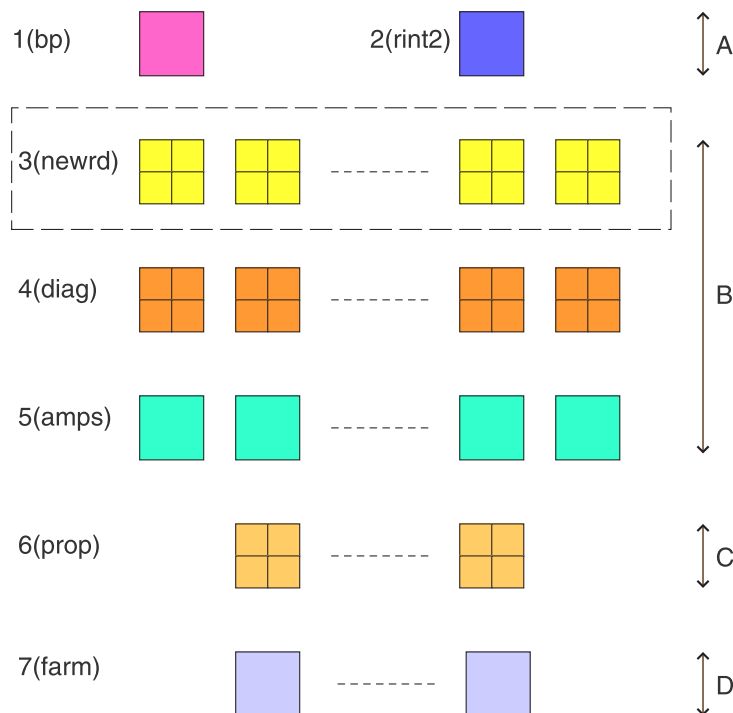 1(bp) 2(rint2) A
3(newrd)
4(diag) B
5(amps)
6(prop) C
7(farm) D